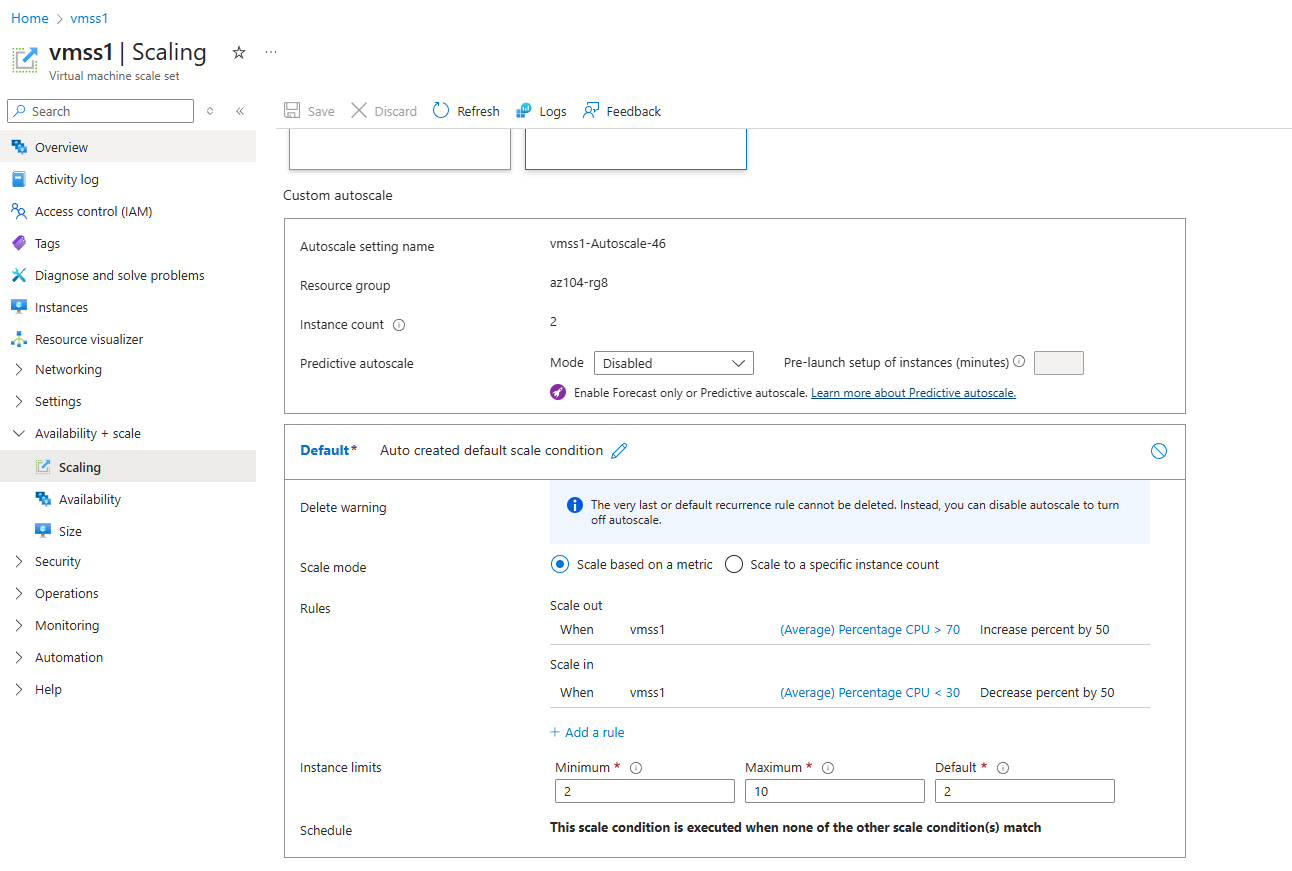 Home > vmss1
vmss1 | Scaling
Virtual machine scale set
Search
Save Discard Refresh Logs Feedback
Overview
Activity log
Access control (IAM)
Tags
Diagnose and solve problems
Instances
Resource visualizer
Networking
Settings
Availability + scale
Scaling
Availability
Size
Security
Operations
Monitoring
Automation
Help
Custom autoscale
Autoscale setting name vmss1-Autoscale-46
Resource group az104-rg8
Instance count 2
Predictive autoscale Mode Disabled Pre-launch setup of instances (minutes)
Enable Forecast only or Predictive autoscale. Learn more about Predictive autoscale.
Default* Auto created default scale condition
Delete warning
The very last or default recurrence rule cannot be deleted. Instead, you can disable autoscale to turn
off autoscale.
Scale mode Scale based on a metric Scale to a specific instance count
Rules
Scale out
When vmss1 (Average) Percentage CPU > 70 Increase percent by 50
Scale in
When vmss1 (Average) Percentage CPU < 30 Decrease percent by 50
+ Add a rule
Instance limits Minimum * Maximum * Default *
2 10 2
Schedule This scale condition is executed when none of the other scale condition(s) match